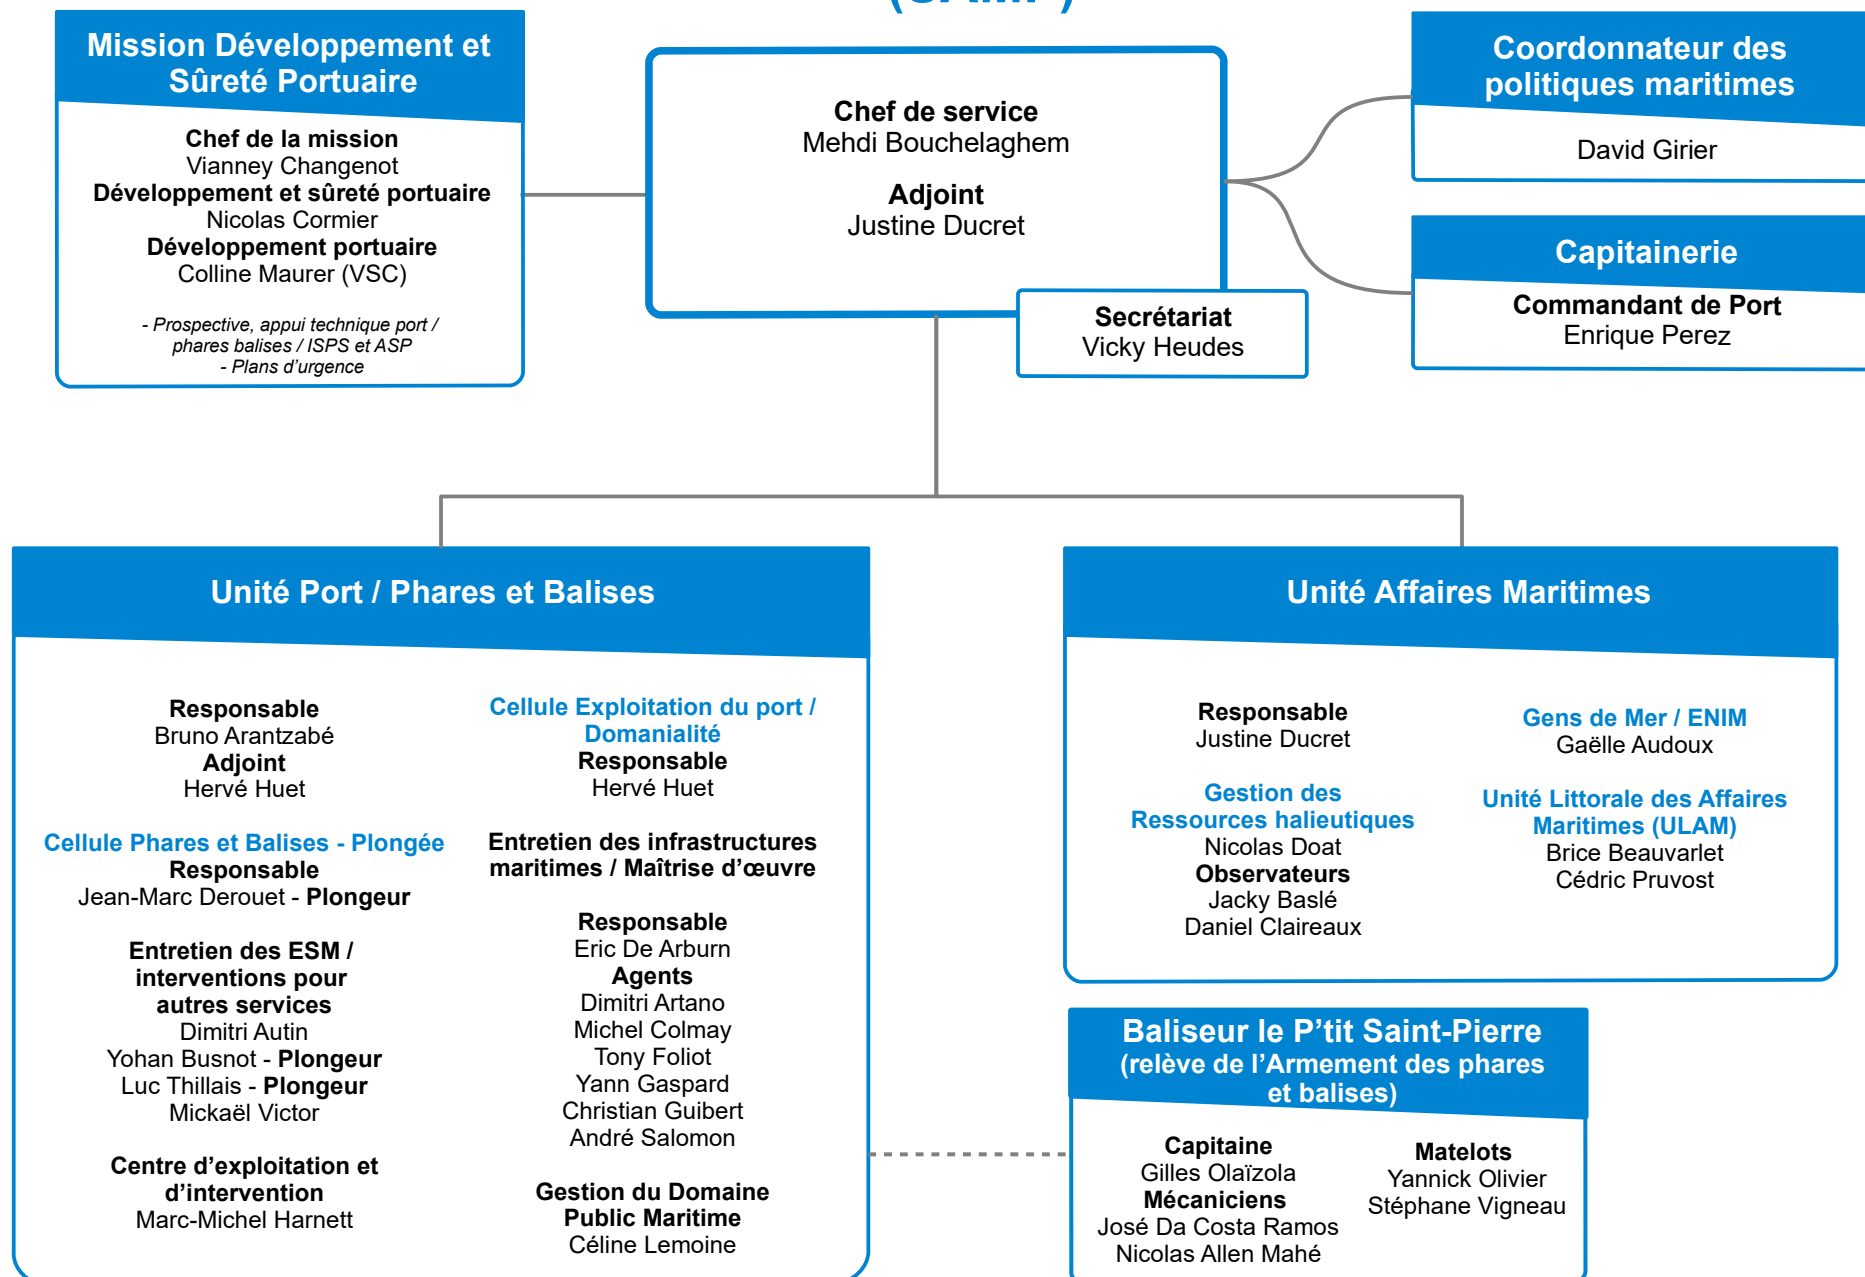 (SAMP)
Mission Développement et
Sûreté Portuaire
Chef de la mission
Vianney Changenot
Développement et sûreté portuaire
Nicolas Cormier
Développement portuaire
Colline Maurer (VSC)
- Prospective, appui technique port /
phares balises / ISPS et ASP
- Plans d’urgence
Chef de service
Mehdi Bouchelaghem
Adjoint
Justine Ducret
Secrétariat
Vicky Heudes
Coordonnateur des
politiques maritimes
David Girier
Capitainerie
Commandant de Port
Enrique Perez
Unité Port / Phares et Balises
Responsable
Bruno Arantzabé
Adjoint
Hervé Huet
Cellule Phares et Balises - Plongée
Responsable
Jean-Marc Derouet - Plongeur
Entretien des ESM /
interventions pour
autres services
Dimitri Autin
Yohan Busnot - Plongeur
Luc Thillais - Plongeur
Mickaël Victor
Centre d’exploitation et
d’intervention
Marc-Michel Harnett
Cellule Exploitation du port /
Domanialité
Responsable
Hervé Huet
Entretien des infrastructures
maritimes / Maîtrise d’œuvre
Responsable
Eric De Arburn
Agents
Dimitri Artano
Michel Colmay
Tony Foliot
Yann Gaspard
Christian Guibert
André Salomon
Gestion du Domaine
Public Maritime
Céline Lemoine
Unité Affaires Maritimes
Responsable
Justine Ducret
Gestion des
Ressources halieutiques
Nicolas Doat
Observateurs
Jacky Baslé
Daniel Claireaux
Gens de Mer / ENIM
Gaëlle Audoux
Unité Littorale des Affaires
Maritimes (ULAM)
Brice Beauvarlet
Cédric Pruvost
Baliseur le P’tit Saint-Pierre
(relève de l’Armement des phares
et balises)
Capitaine
Gilles Olaïzola
Mécaniciens
José Da Costa Ramos
Nicolas Allen Mahé
Matelots
Yannick Olivier
Stéphane Vigneau